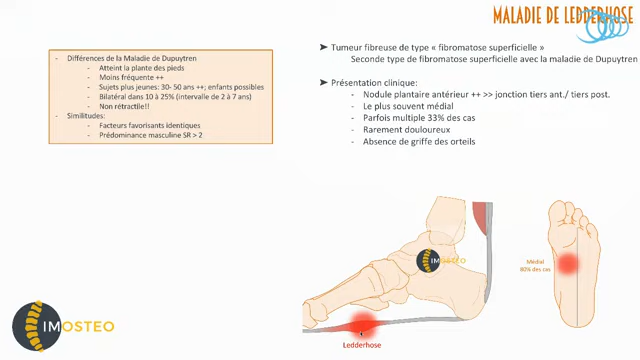 MALADIE DE LEDDERHOSE
- Différences de la Maladie de Dupuytren
- Atteint la plante des pieds
- Moins fréquente ++
- Sujets plus jeunes: 30- 50 ans ++; enfants possibles
- Bilatéral dans 10 à 25% (intervalle de 2 à 7 ans)
- Non rétractile!!
- Similitudes:
- Facteurs favorisants identiques
- Prédominance masculine SR > 2
➤ Tumeur fibreuse de type « fibromatose superficielle »
Seconde type de fibromatose superficielle avec la maladie de Dupuytren
➤ Présentation clinique:
- Nodule plantaire antérieur ++ >> jonction tiers ant./ tiers post.
- Le plus souvent médial
- Parfois multiple 33% des cas
- Rarement douloureux
- Absence de griffe des orteils
IMOSTEO
Médial
80% des cas
Ledderhose
IMOSTEO